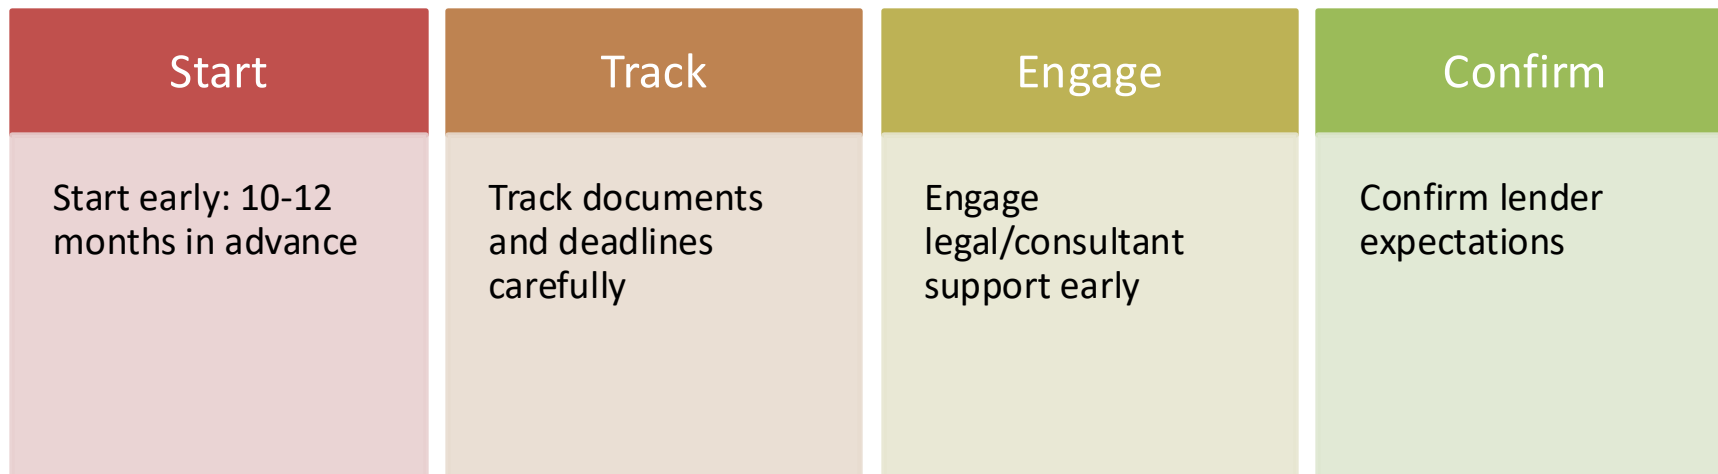 Start
Start early: 10-12
months in advance
Track
Track documents
and deadlines
carefully
Engage
Engage
legal/consultant
support early
Confirm
Confirm lender
expectations